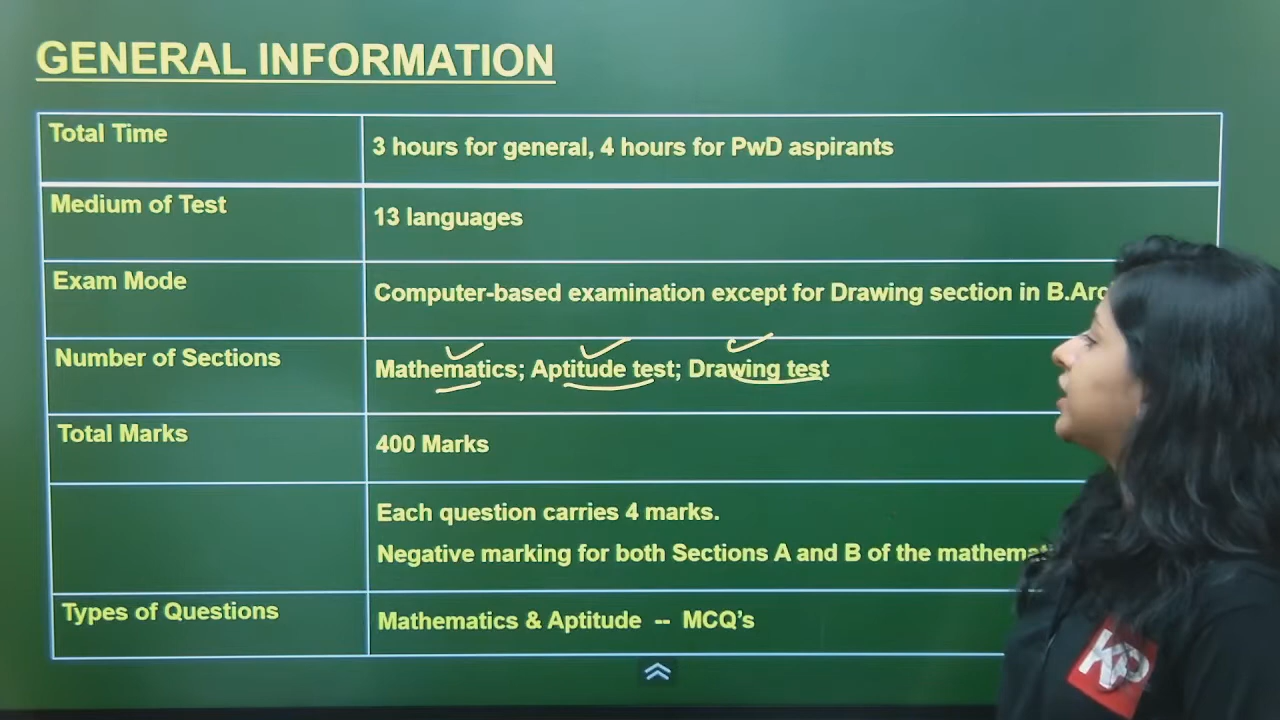 GENERAL INFORMATION
Total Time
3 hours for general, 4 hours for PwD aspirants
Medium of Test
13 languages
Exam Mode
Computer-based examination except for Drawing section in B.Arc
Number of Sections
Mathematics; Aptitude test; Drawing test
Total Marks
400 Marks
Each question carries 4 marks.
Negative marking for both Sections A and B of the
Types of Questions
Mathematics & Aptitude -- MCQ's